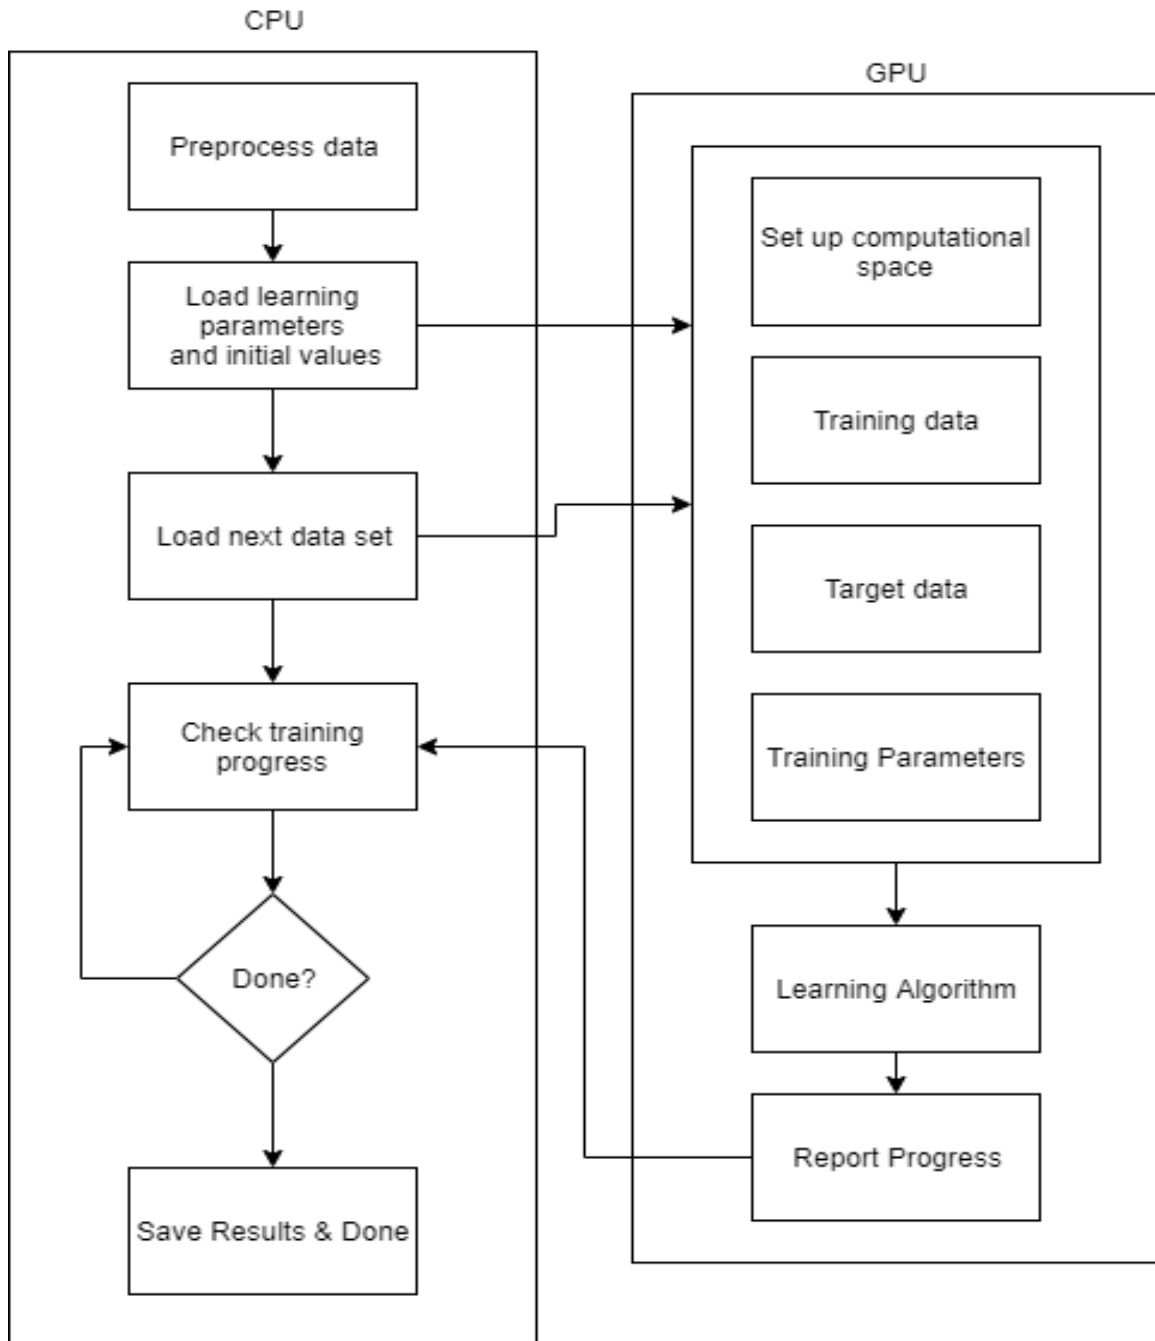 CPU
Preprocess data
Load learning
parameters
and initial values
Load next data set
Check training
progress
Done?
Save Results & Done
GPU
Set up computational
space
Training data
Target data
Training Parameters
Learning Algorithm
Report Progress